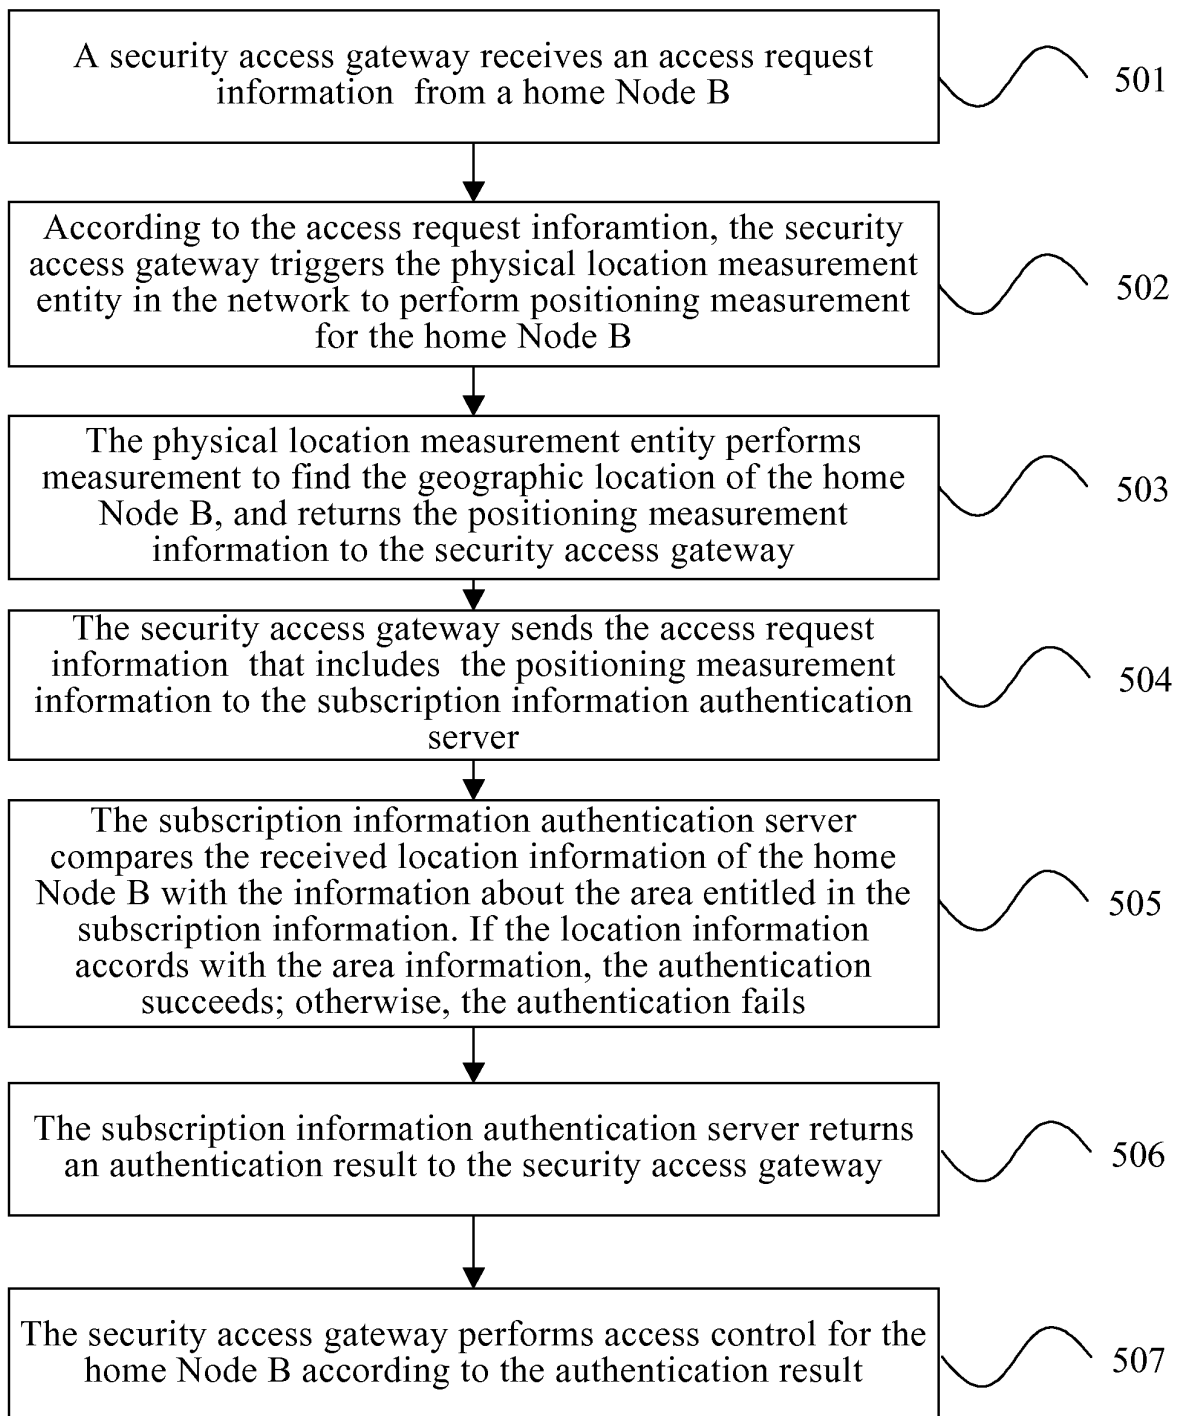 A security access gateway receives an access request
information from a home Node B
501
According to the access request inforamtion, the security
access gateway triggers the physical location measurement
entity in the network to perform positioning measurement
for the home Node B
502
The physical location measurement entity performs
measurement to find the geographic location of the home
Node B, and returns the positioning measurement
information to the security access gateway
503
The security access gateway sends the access request
information that includes the positioning measurement
information to the subscription information authentication
server
504
The subscription information authentication server
compares the received location information of the home
Node B with the information about the area entitled in the
subscription information. If the location information
accords with the area information, the authentication
succeeds; otherwise, the authentication fails
505
The subscription information authentication server returns
an authentication result to the security access gateway
506
The security access gateway performs access control for the
home Node B according to the authentication result
507